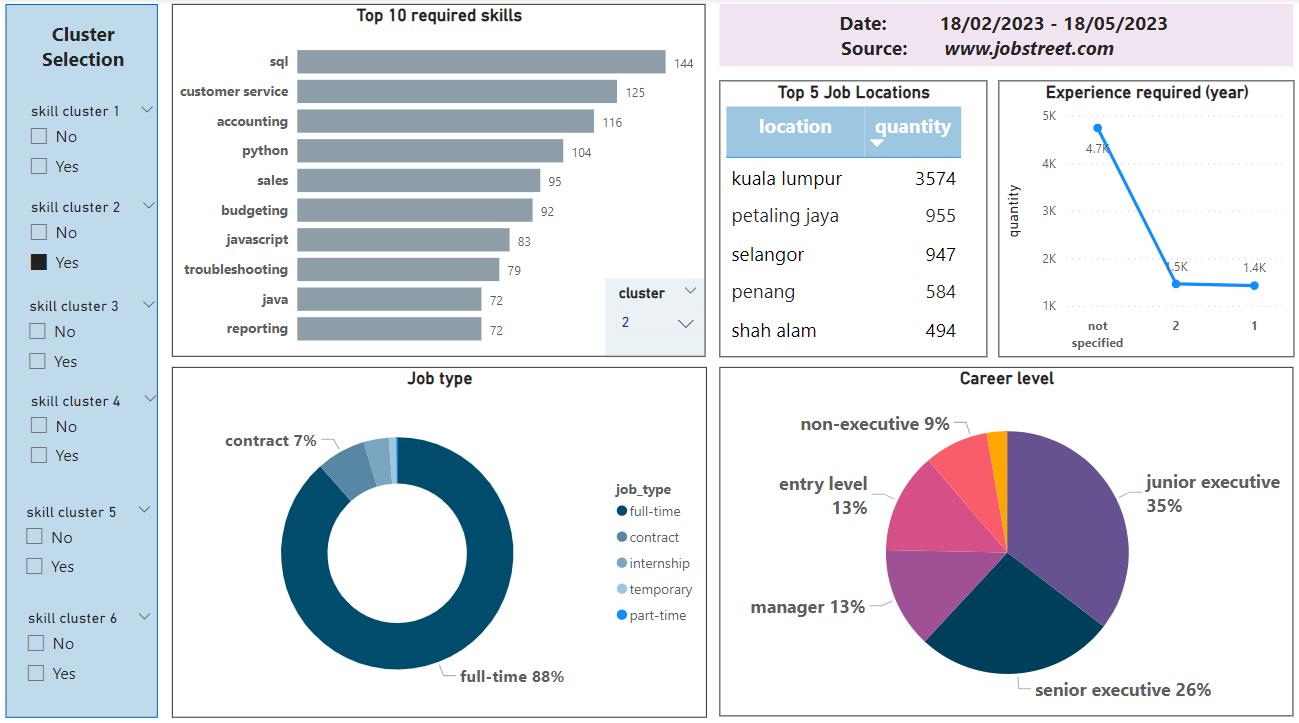 Cluster
Selection
skill cluster 1
No
Yes
skill cluster 2
No
Yes
skill cluster 3
No
Yes
skill cluster 4
No
Yes
skill cluster 5
No
Yes
skill cluster 6
No
Yes
Top 10 required skills
sql 144
customer service 125
accounting 116
python 104
sales 95
budgeting 92
javascript 83
troubleshooting 79
java 72
reporting 72
cluster
2
Date: 18/02/2023 - 18/05/2023
Source: www.jobstreet.com
Top 5 Job Locations
location quantity
kuala lumpur 3574
petaling jaya 955
selangor 947
penang 584
shah alam 494
Experience required (year)
quantity
5K
4K
3K
2K
1K
4.7K
1.5K
1.4K
not
specified
2
1
Job type
contract 7%
full-time 88%
job_type
full-time
contract
internship
temporary
part-time
Career level
non-executive 9%
entry level
13%
manager 13%
junior executive
35%
senior executive 26%